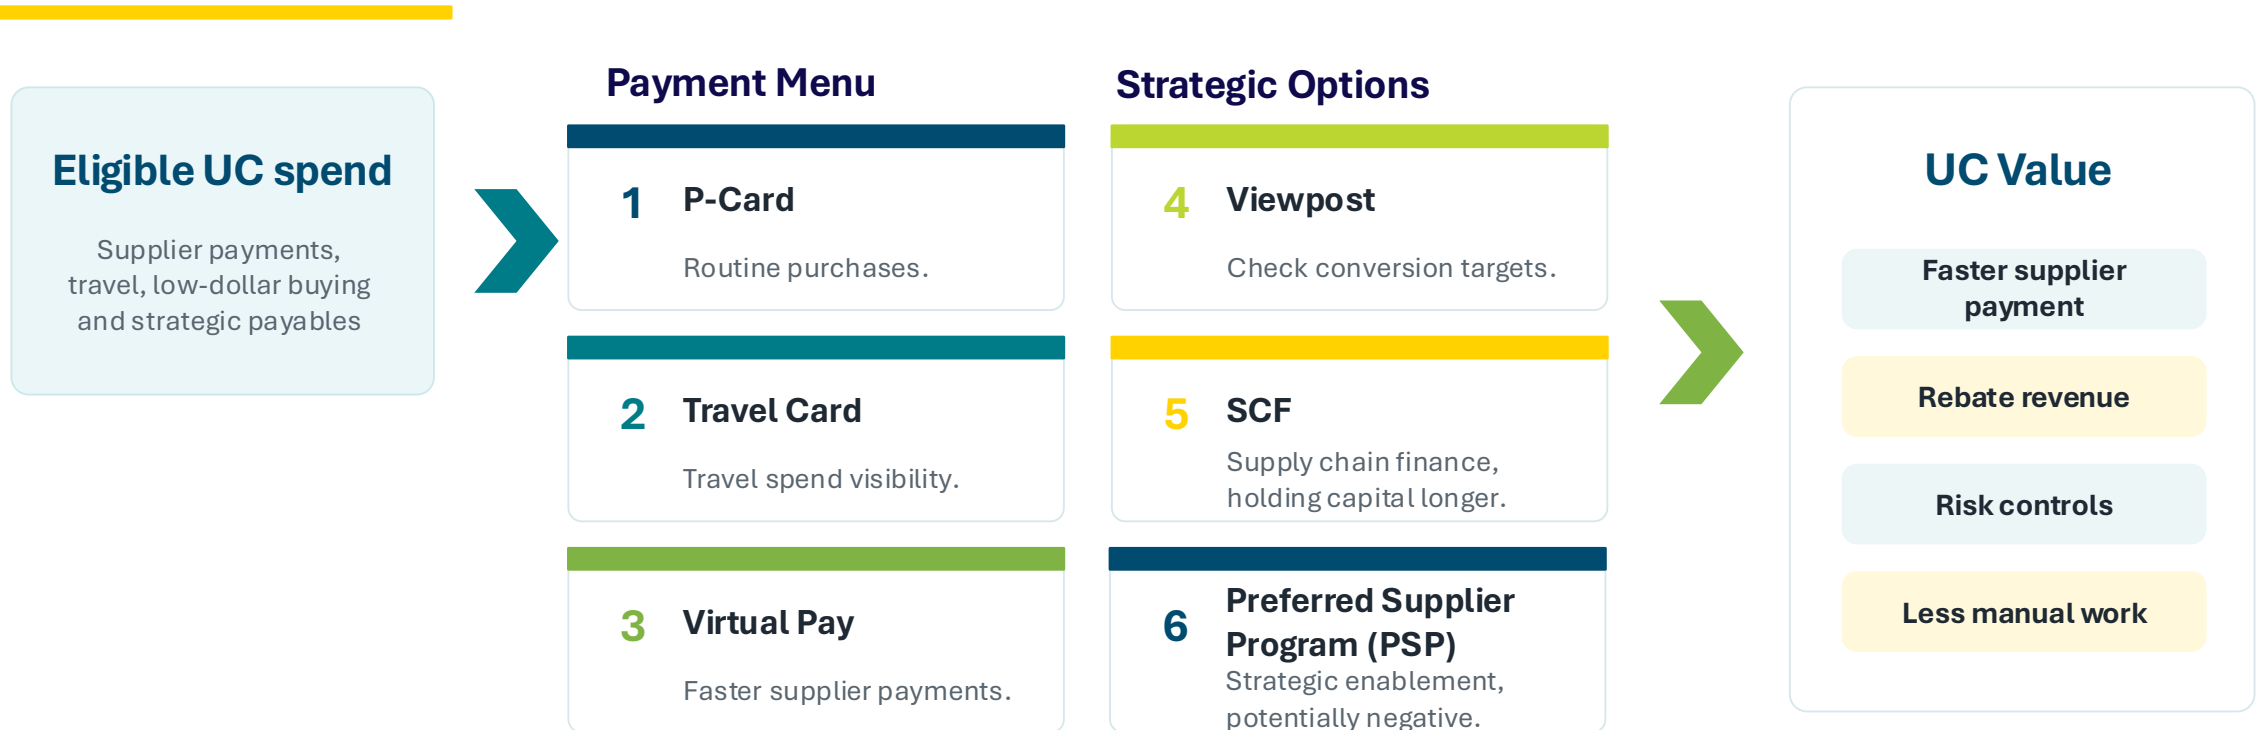 Eligible UC spend
Supplier payments,
travel, low-dollar buying
and strategic payables
Payment Menu
1 P-Card
Routine purchases.
2 Travel Card
Travel spend visibility.
3 Virtual Pay
Faster supplier payments.
Strategic Options
4 Viewpost
Check conversion targets.
5 SCF
Supply chain finance,
holding capital longer.
6 Preferred Supplier
Program (PSP)
Strategic enablement,
potentially negative.
UC Value
Faster supplier
payment
Rebate revenue
Risk controls
Less manual work